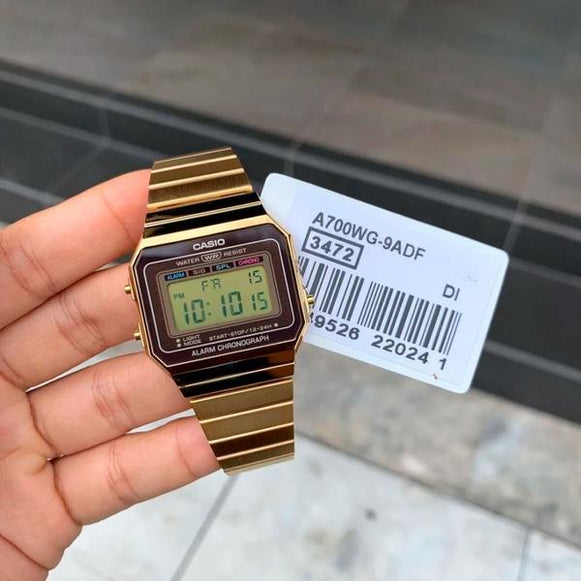 CASIO
WATER WR RESIST
ALARM SIG SPL CHRONO
FR 15
PM
10:10 15
LIGHT
MODE
START-STOP/12-24H
ALARM CHRONOGRAPH
A700WG-9ADF
3472
DI
49526 22024 1